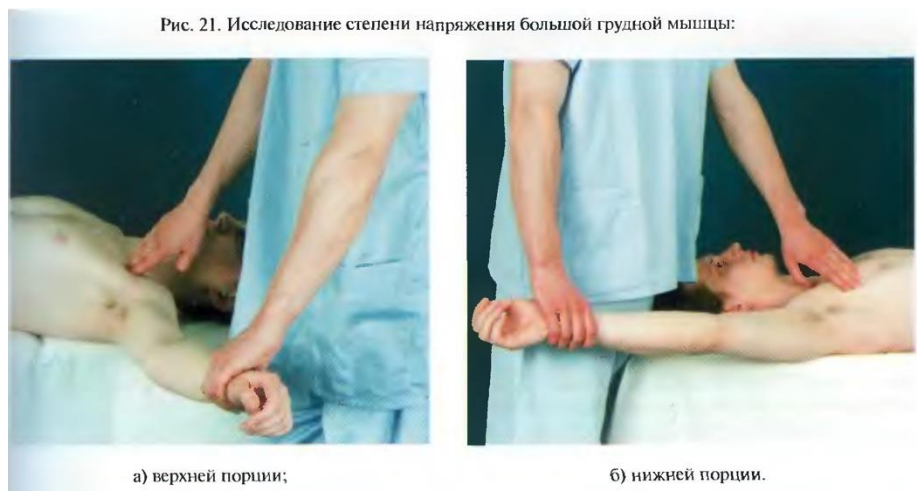 Рис. 21. Исследование степени напряжения большой грудной мышцы:
а) верхней порции;
б) нижней порции.